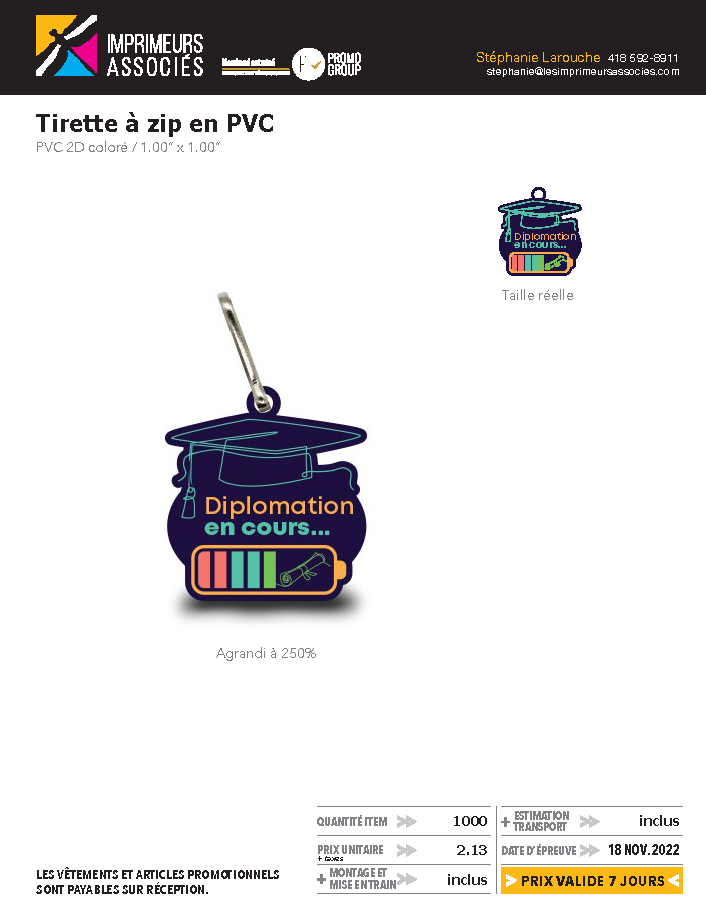 IMPRIMEURS
ASSOCIÉS
PROMO
GROUP
Stéphanie Larouche 418 592-8911
stephanie@lesimprimeursassocies.com
Tirette à zip en PVC
PVC 2D coloré / 1.00” x 1.00”
Diplomation
en cours...
Taille réelle
Diplomation
en cours...
Agrandi à 250%
QUANTITÉ ITEM 1000
PRIX UNITAIRE 2.13
+ taxes
+ MONTAGE ET
MISE EN TRAIN inclus
+ ESTIMATION
TRANSPORT inclus
DATE D’ÉPREUVE 18 NOV.2022
> PRIX VALIDE 7 JOURS <
LES VÊTEMENTS ET ARTICLES PROMOTIONNELS
SONT PAYABLES SUR RÉCEPTION.